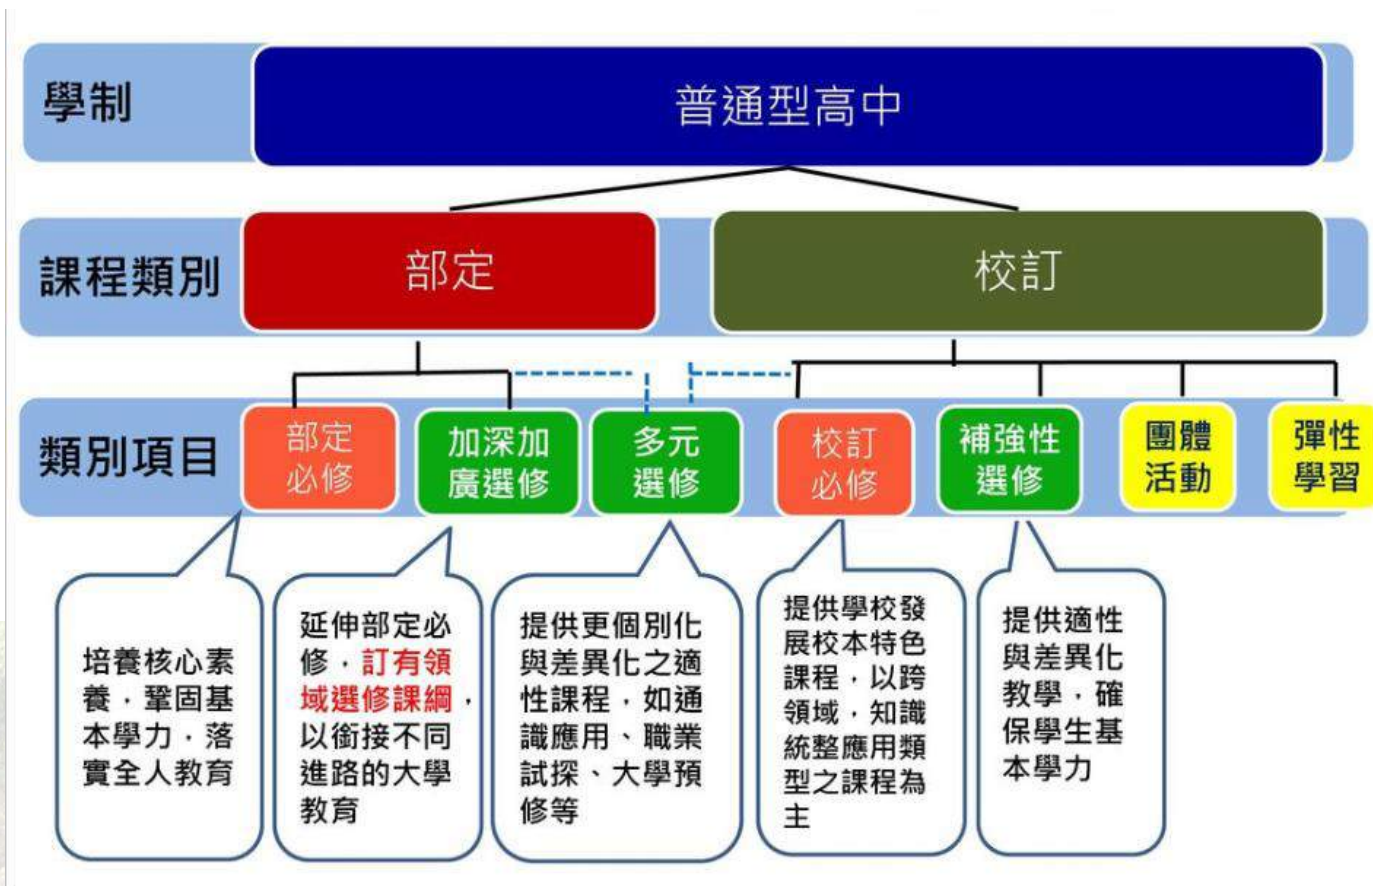 學制
普通型高中
課程類別
部定
校訂
類別項目
部定
必修
加深加
廣選修
多元
選修
校訂
必修
補強性
選修
團體
活動
彈性
學習
培養核心素
養，鞏固基
本學力，落
實全人教育
延伸部定必
修，訂有領
域選修課綱，
以銜接不同
進路的大學
教育
提供更個別化
與差異化之適
性課程，如通
識應用、職業
試探、大學預
修等
提供學校發
展校本特色
課程，以跨
領域，知識
統整應用類
型之課程為
主
提供適性
與差異化
教學，確
保學生基
本學力